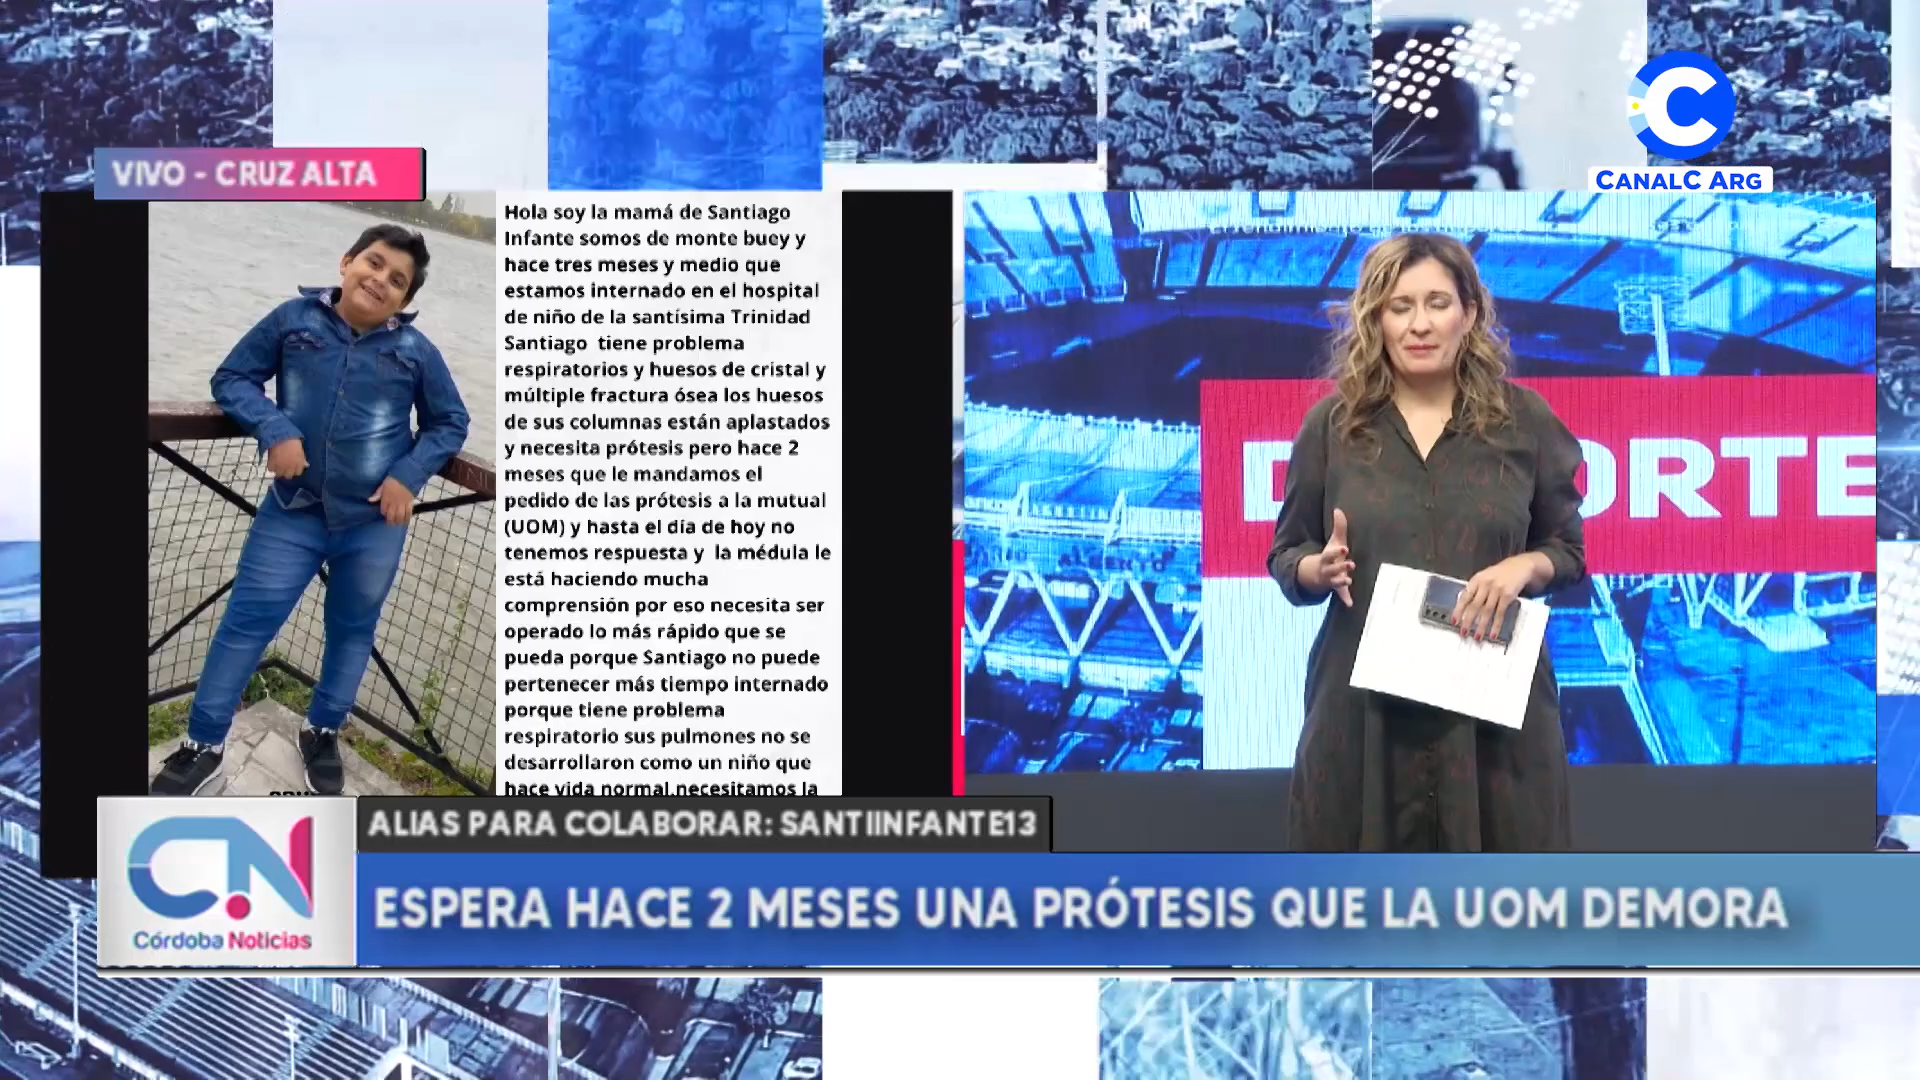 CANALC ARG
VIVO - CRUZ ALTA
Hola soy la mamá de Santiago
Infante somos de monte buey y
hace tres meses y medio que
estamos internado en el hospital
de niño de la santísima Trinidad
Santiago tiene problema
respiratorios y huesos de cristal y
múltiple fractura ósea los huesos
de sus columnas están aplastados
y necesita prótesis pero hace 2
meses que le mandamos el
pedido de las prótesis a la mutual
(UOM) y hasta el día de hoy no
tenemos respuesta y la médula le
está haciendo mucha
comprensión por eso necesita ser
operado lo más rápido que se
pueda porque Santiago no puede
pertenecer más tiempo internado
porque tiene problema
respiratorio sus pulmones no se
desarrollaron como un niño que
hace vida normal,necesitamos la
ALBERTO
ALIAS PARA COLABORAR: SANTIINFANTE13
ESPERA HACE 2 MESES UNA PRÓTESIS QUE LA UOM DEMORA
Córdoba Noticias